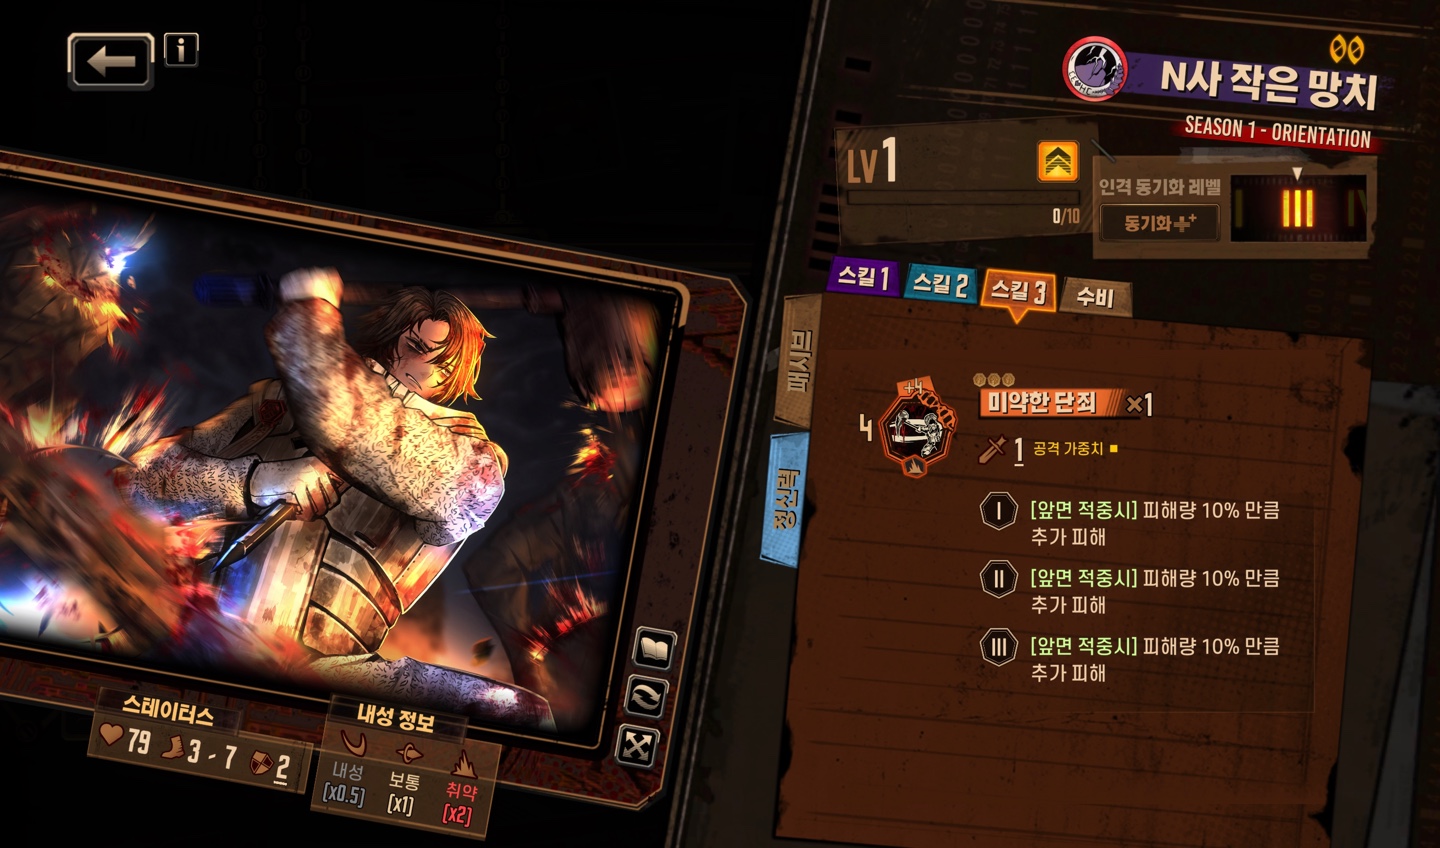 i
00
N사 작은 망치
SEASON 1 - ORIENTATION
LV 1
0/10
인격 동기화 레벨
동기화
III
스킬 1
스킬 2
스킬 3
수비
패시브
정신력
+4
4
미약한 단죄 ×1
1 공격 가중치
I [앞면 적중시] 피해량 10% 만큼
추가 피해
II [앞면 적중시] 피해량 10% 만큼
추가 피해
III [앞면 적중시] 피해량 10% 만큼
추가 피해
스테이터스
79 3 - 7 2
내성 정보
내성 보통 취약
[x0.5] [x1] [x2]